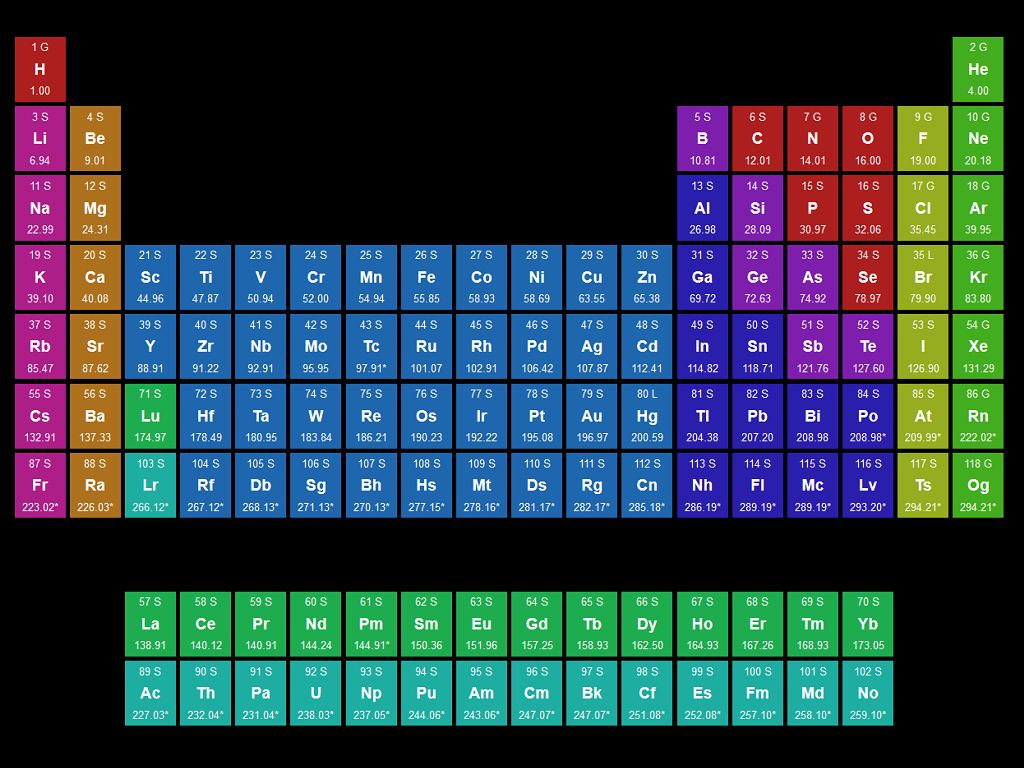 1 G 2 G
H He
1.00 4.00
3 S 4 S 5 S 6 S 7 G 8 G 9 G 10 G
Li Be B C N O F Ne
6.94 9.01 10.81 12.01 14.01 16.00 19.00 20.18
11 S 12 S 13 S 14 S 15 S 16 S 17 G 18 G
Na Mg Al Si P S Cl Ar
22.99 24.31 26.98 28.09 30.97 32.06 35.45 39.95
19 S 20 S 21 S 22 S 23 S 24 S 25 S 26 S 27 S 28 S 29 S 30 S 31 S 32 S 33 S 34 S 35 L 36 G
K Ca Sc Ti V Cr Mn Fe Co Ni Cu Zn Ga Ge As Se Br Kr
39.10 40.08 44.96 47.87 50.94 52.00 54.94 55.85 58.93 58.69 63.55 65.38 69.72 72.63 74.92 78.97 79.90 83.80
37 S 38 S 39 S 40 S 41 S 42 S 43 S 44 S 45 S 46 S 47 S 48 S 49 S 50 S 51 S 52 S 53 S 54 G
Rb Sr Y Zr Nb Mo Tc Ru Rh Pd Ag Cd In Sn Sb Te I Xe
85.47 87.62 88.91 91.22 92.91 95.95 97.91* 101.07 102.91 106.42 107.87 112.41 114.82 118.71 121.76 127.60 126.90 131.29
55 S 56 S 71 S 72 S 73 S 74 S 75 S 76 S 77 S 78 S 79 S 80 L 81 S 82 S 83 S 84 S 85 S 86 G
Cs Ba Lu Hf Ta W Re Os Ir Pt Au Hg Tl Pb Bi Po At Rn
132.91 137.33 174.97 178.49 180.95 183.84 186.21 190.23 192.22 195.08 196.97 200.59 204.38 207.20 208.98 208.98* 209.99* 222.02*
87 S 88 S 103 S 104 S 105 S 106 S 107 S 108 S 109 S 110 S 111 S 112 S 113 S 114 S 115 S 116 S 117 S 118 G
Fr Ra Lr Rf Db Sg Bh Hs Mt Ds Rg Cn Nh Fl Mc Lv Ts Og
223.02* 226.03* 266.12* 267.12* 268.13* 271.13* 270.13* 277.15* 278.16* 281.17* 282.17* 285.18* 286.19* 289.19* 289.19* 293.20* 294.21* 294.21*
57 S 58 S 59 S 60 S 61 S 62 S 63 S 64 S 65 S 66 S 67 S 68 S 69 S 70 S
La Ce Pr Nd Pm Sm Eu Gd Tb Dy Ho Er Tm Yb
138.91 140.12 140.91 144.24 144.91* 150.36 151.96 157.25 158.93 162.50 164.93 167.26 168.93 173.05
89 S 90 S 91 S 92 S 93 S 94 S 95 S 96 S 97 S 98 S 99 S 100 S 101 S 102 S
Ac Th Pa U Np Pu Am Cm Bk Cf Es Fm Md No
227.03* 232.04* 231.04* 238.03* 237.05* 244.06* 243.06* 247.07* 247.07* 251.08* 252.08* 257.10* 258.10* 259.10*